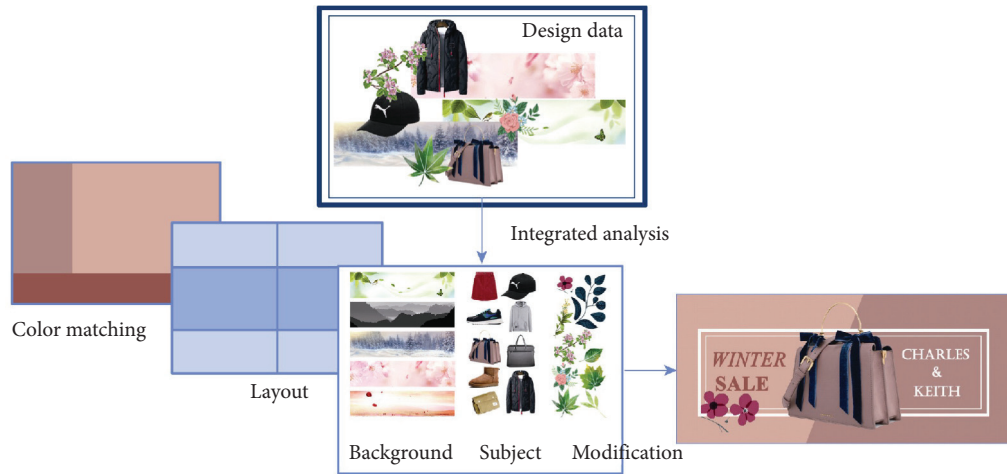 Design data
Integrated analysis
Color matching
Layout
Background
Subject
Modification
WINTER
SALE
CHARLES
&
KEITH